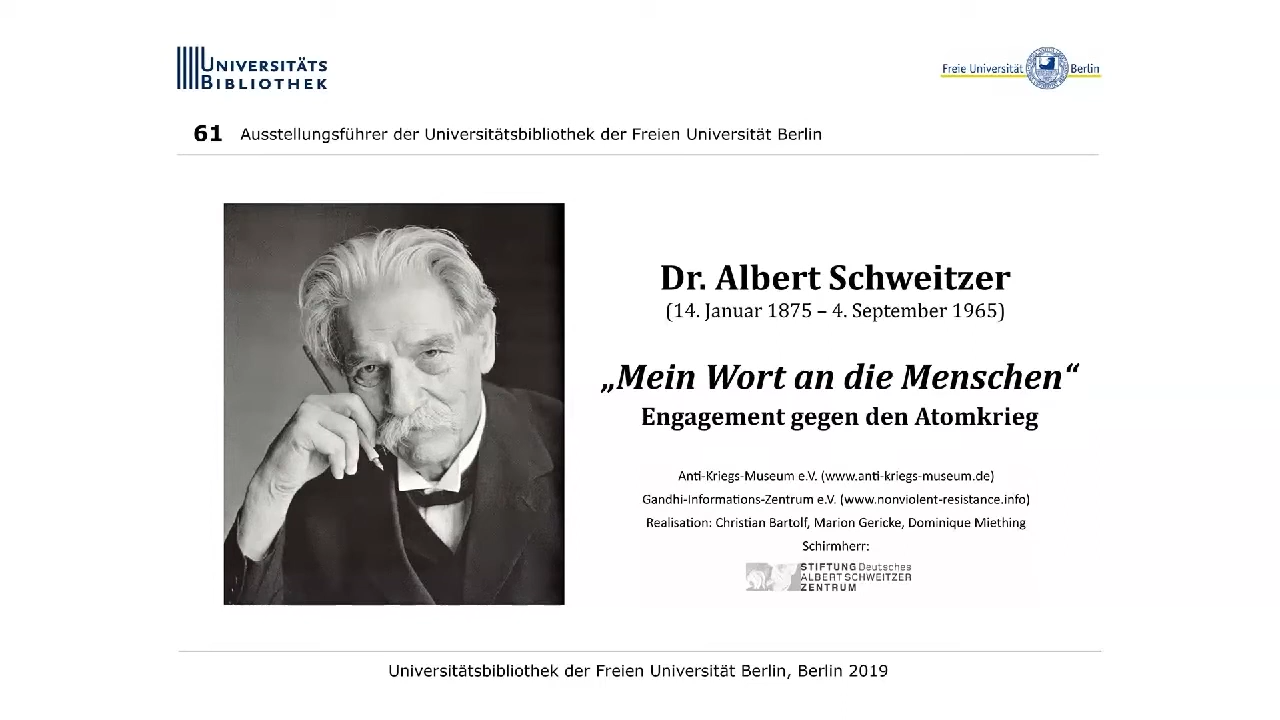 UNIVERSITÄTS
BIBLIOTHEK
Freie Universität Berlin
61 Ausstellungsführer der Universitätsbibliothek der Freien Universität Berlin
Dr. Albert Schweitzer
(14. Januar 1875 – 4. September 1965)
„Mein Wort an die Menschen“
Engagement gegen den Atomkrieg
Anti-Kriegs-Museum e.V. (www.anti-kriegs-museum.de)
Gandhi-Informations-Zentrum e.V. (www.nonviolent-resistance.info)
Realisation: Christian Bartolf, Marion Gericke, Dominique Miething
Schirmherr:
STIFTUNG Deutsches
ALBERT SCHWEITZER
ZENTRUM
Universitätsbibliothek der Freien Universität Berlin, Berlin 2019